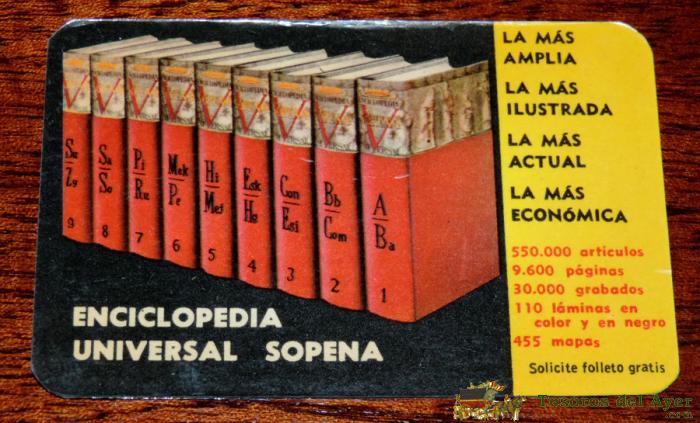 LA MÁS
AMPLIA
LA MÁS
ILUSTRADA
LA MÁS
ACTUAL
LA MÁS
ECONÓMICA
550.000 artículos
9.600 páginas
30.000 grabados
110 láminas en
color y en negro
455 mapas
Solicite folleto gratis
Su
Zy
9
Sa
So
8
Pi
Ru
7
Mek
Pe
6
Hi
Mej
5
Esk
He
4
Con
Esi
3
Bb
Com
2
A
Ba
1
ENCICLOPEDIA
UNIVERSAL SOPENA
Tesoros del Ayer
.com